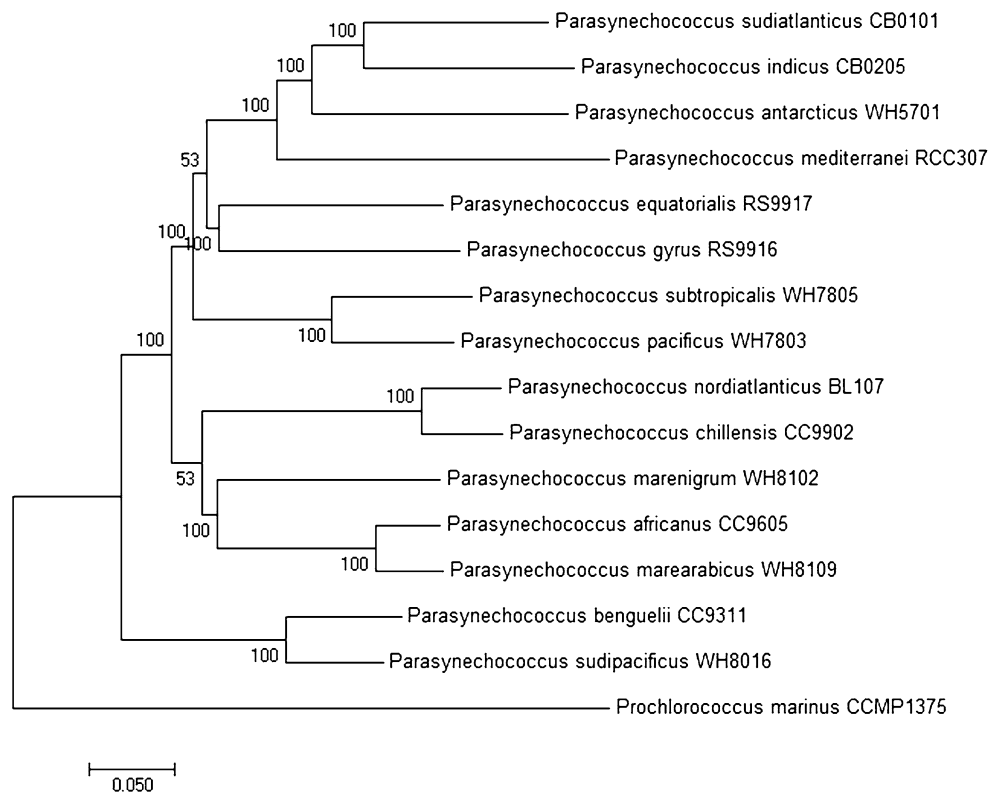 100
Parasynechococcus sudiatlanticus CB0101
100
Parasynechococcus indicus CB0205
100
Parasynechococcus antarcticus WH5701
53
Parasynechococcus mediterranei RCC307
Parasynechococcus equatorialis RS9917
100
100
Parasynechococcus gyrus RS9916
Parasynechococcus subtropicalis WH7805
100
Parasynechococcus pacificus WH7803
100
Parasynechococcus nordiatlanticus BL107
100
Parasynechococcus chillensis CC9902
53
Parasynechococcus marenigrum WH8102
100
Parasynechococcus africanus CC9605
100
Parasynechococcus marearabicus WH8109
Parasynechococcus benguelii CC9311
100
Parasynechococcus sudipacificus WH8016
Prochlorococcus marinus CCMP1375
0.050